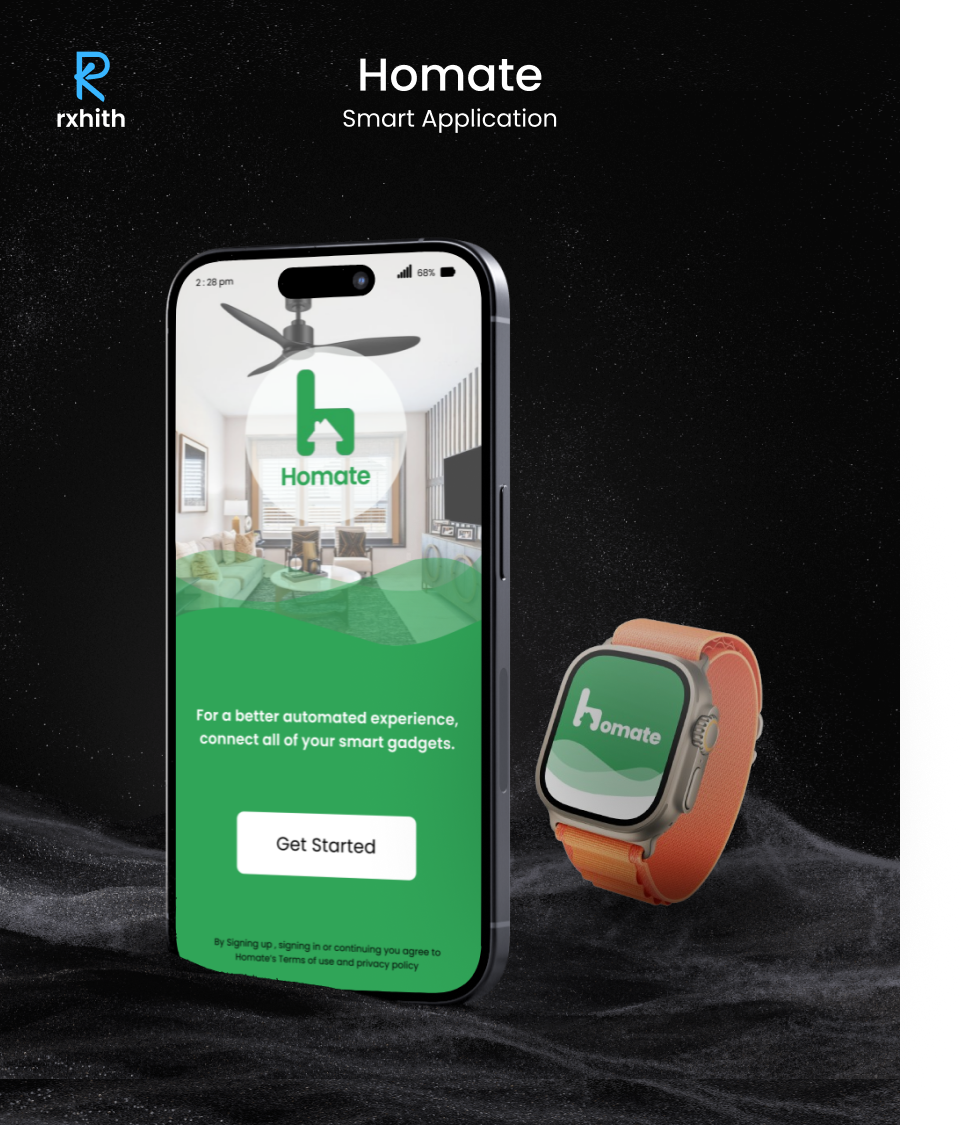 rxhith
Homate
Smart Application
2:28 pm
68%
Homate
For a better automated experience,
connect all of your smart gadgets.
Get Started
By Signing up , signing in or continuing you agree to
Homate's Terms of use and privacy policy
homate